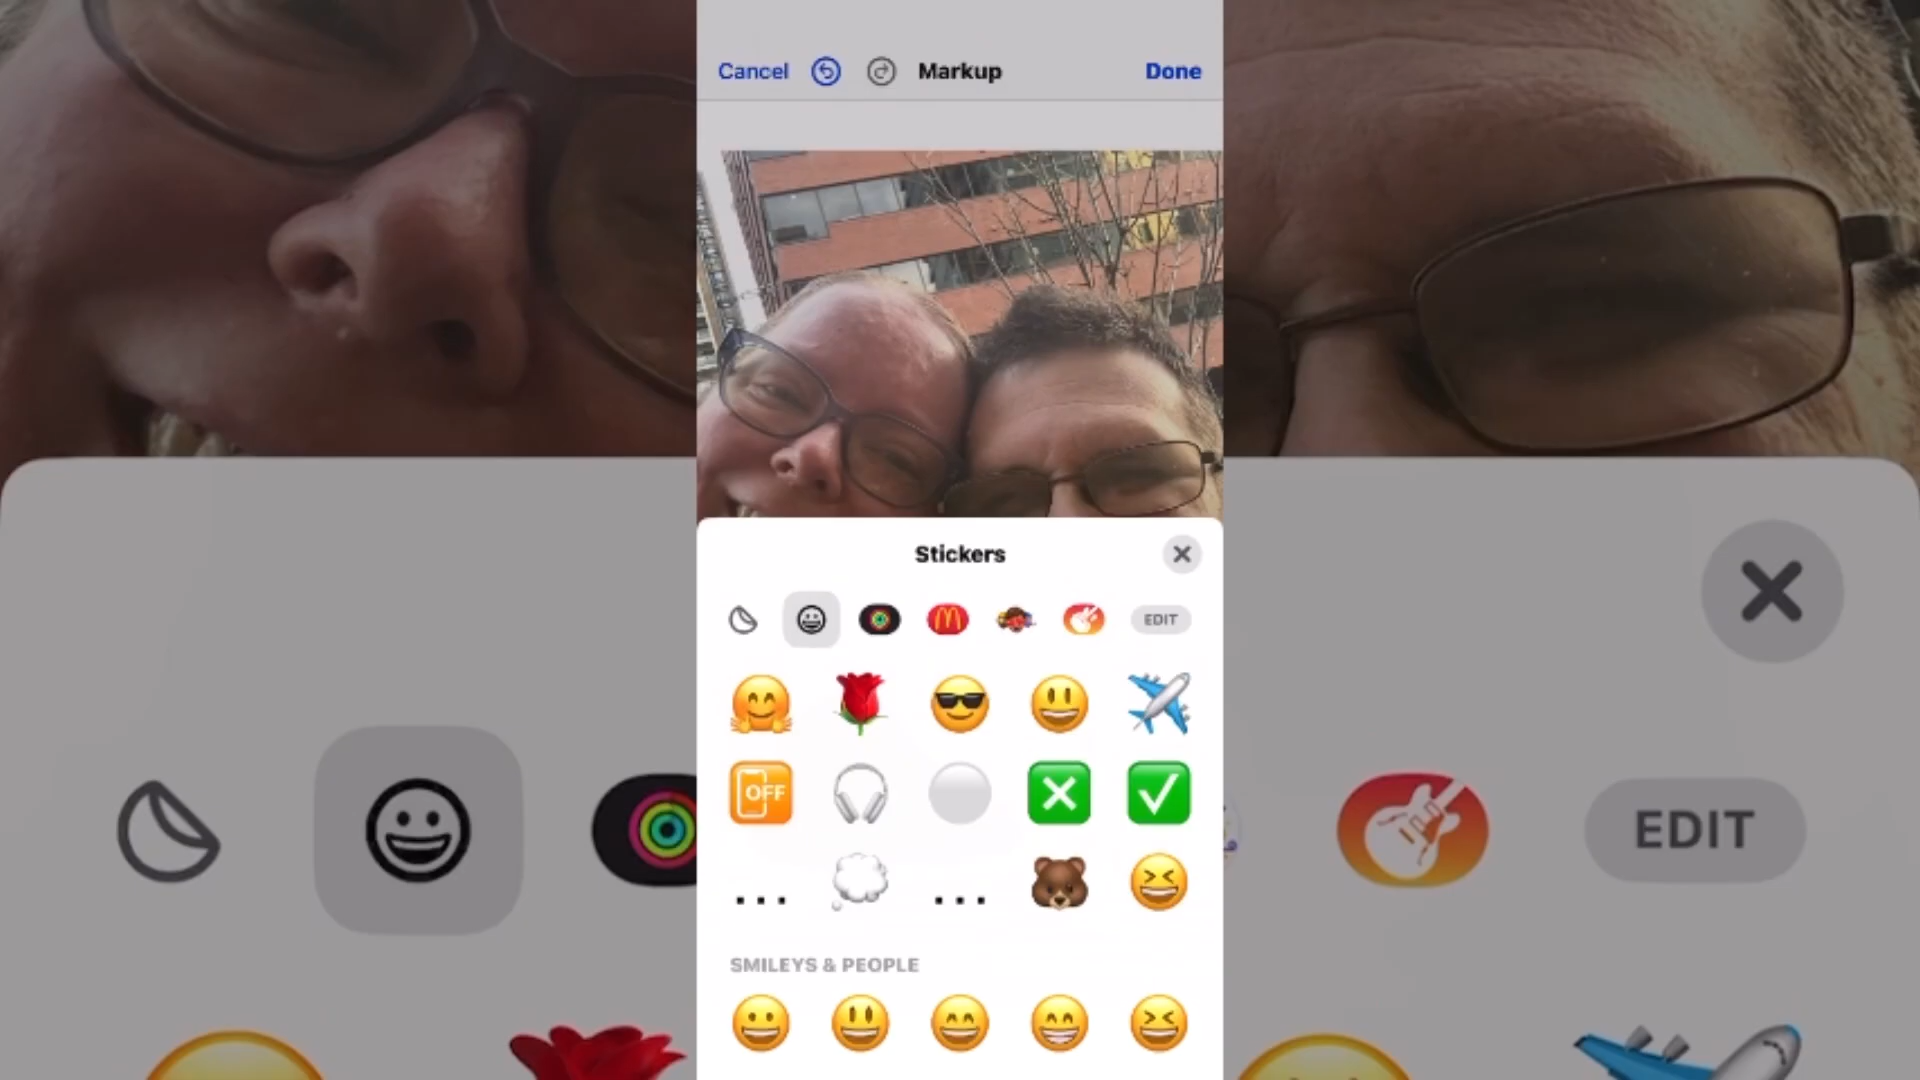 Cancel Markup Done
Stickers
EDIT
OFF
SMILEYS & PEOPLE
EDIT